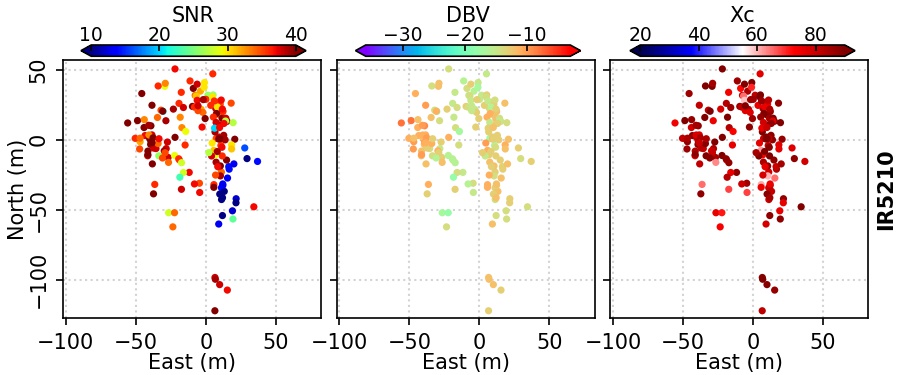 SNR DBV Xc
10 20 30 40 −30 −20 −10 20 40 60 80
50
0
−50
−100
North (m)
−100 −50 0 50 −100 −50 0 50 −100 −50 0 50
East (m) East (m) East (m)
IR5210